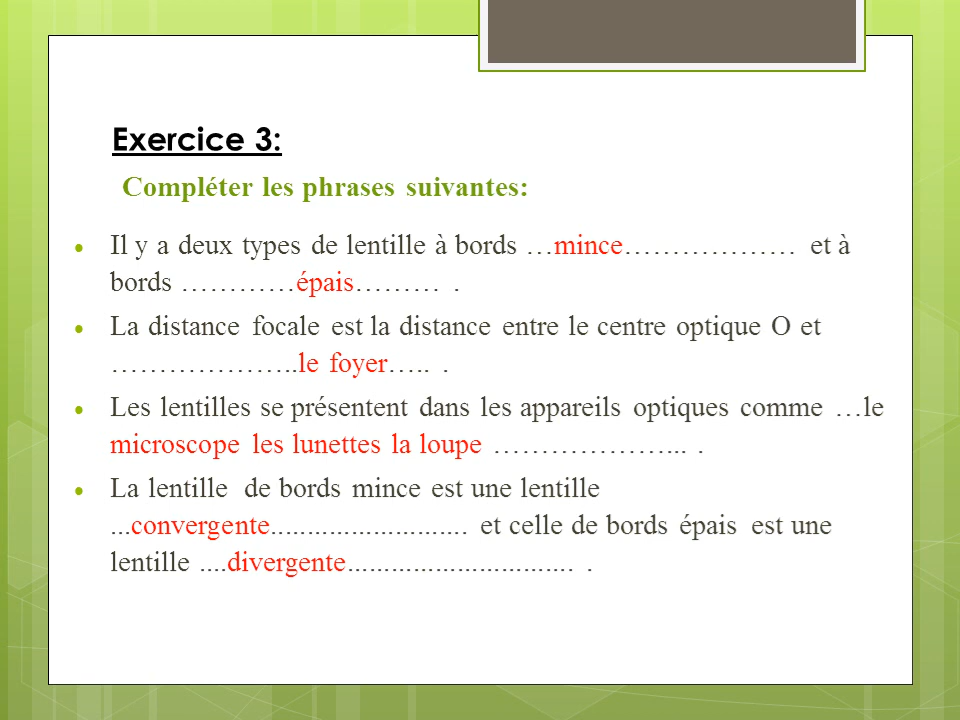 Exercice 3:
Compléter les phrases suivantes:
• Il y a deux types de lentille à bords …mince……………… et à
bords …………épais……… .
• La distance focale est la distance entre le centre optique O et
………………..le foyer….. .
• Les lentilles se présentent dans les appareils optiques comme …le
microscope les lunettes la loupe ………………... .
• La lentille de bords mince est une lentille
...convergente........................... et celle de bords épais est une
lentille ....divergente............................... .